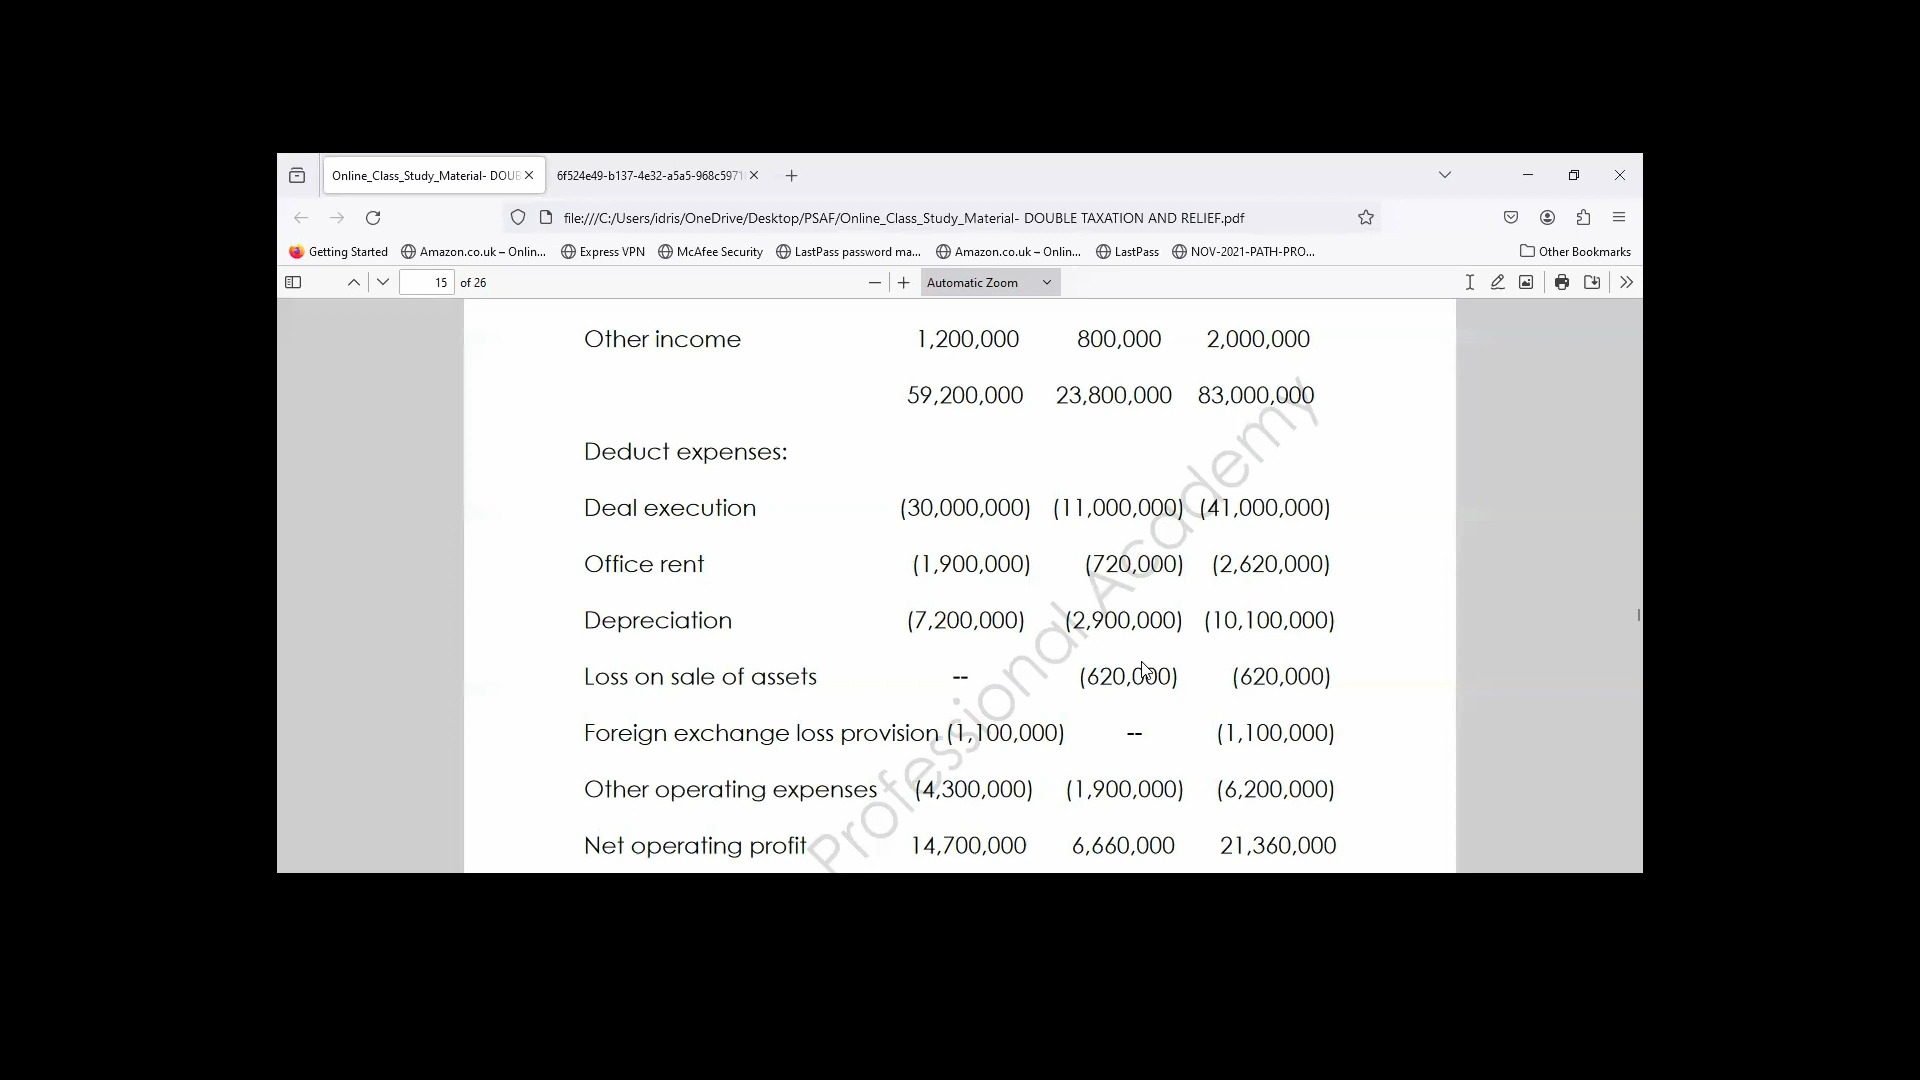 Online_Class_Study_Material- DOUB
6f524e49-b137-4e32-a5a5-968c5971
file:///C:/Users/idris/OneDrive/Desktop/PSAF/Online_Class_Study_Material- DOUBLE TAXATION AND RELIEF.pdf
Getting Started Amazon.co.uk – Onlin... Express VPN McAfee Security LastPass password ma... Amazon.co.uk – Onlin... LastPass NOV-2021-PATH-PRO... Other Bookmarks
15 of 26 Automatic Zoom
Other income 1,200,000 800,000 2,000,000
59,200,000 23,800,000 83,000,000
Deduct expenses:
Deal execution (30,000,000) (11,000,000) (41,000,000)
Office rent (1,900,000) (720,000) (2,620,000)
Depreciation (7,200,000) (2,900,000) (10,100,000)
Loss on sale of assets -- (620,000) (620,000)
Foreign exchange loss provision (1,100,000) -- (1,100,000)
Other operating expenses (4,300,000) (1,900,000) (6,200,000)
Net operating profit 14,700,000 6,660,000 21,360,000
Professional Academy